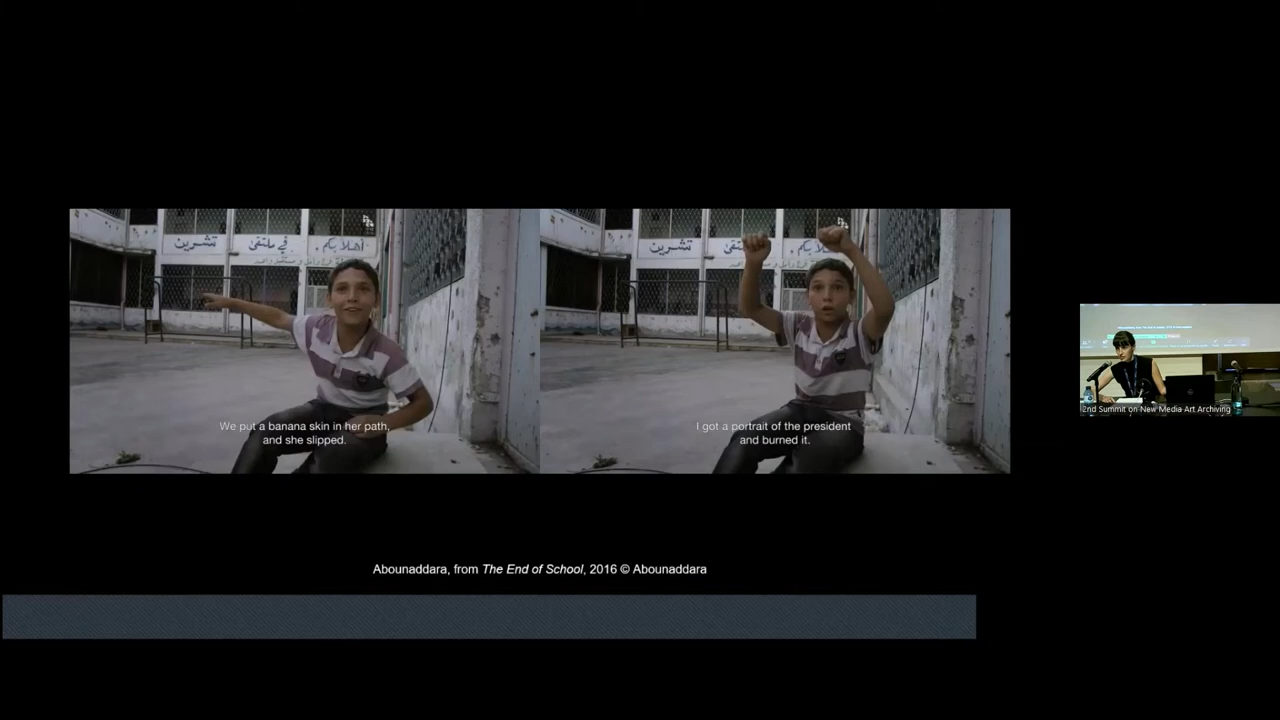 أهلا بكم. في ملتقى تشرين
We put a banana skin in her path,
and she slipped.
تشرين
I got a portrait of the president
and burned it.
Abounaddara, from The End of School, 2016 © Abounaddara
2nd Summit on New Media Art Archiving